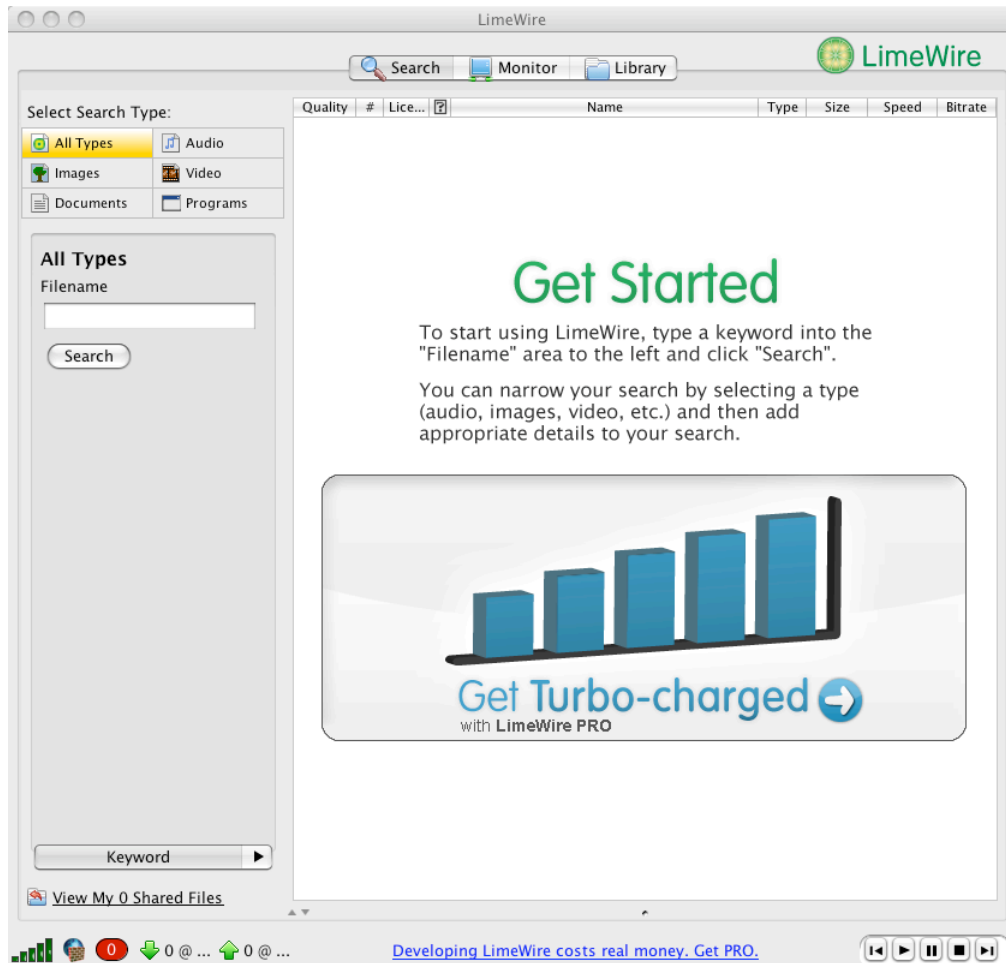 LimeWire
Search Monitor Library
LimeWire
Select Search Type:
All Types Audio
Images Video
Documents Programs
All Types
Filename
Search
Keyword
View My 0 Shared Files
Quality # Lice... ? Name Type Size Speed Bitrate
Get Started
To start using LimeWire, type a keyword into the
"Filename" area to the left and click "Search".
You can narrow your search by selecting a type
(audio, images, video, etc.) and then add
appropriate details to your search.
Get Turbo-charged
with LimeWire PRO
0 0 @ ... 0 @ ...
Developing LimeWire costs real money. Get PRO.